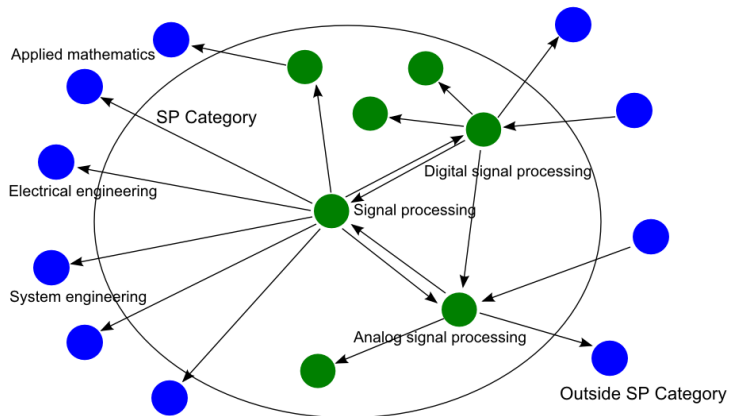 Applied mathematics
SP Category
Digital signal processing
Electrical engineering
Signal processing
System engineering
Analog signal processing
Outside SP Category